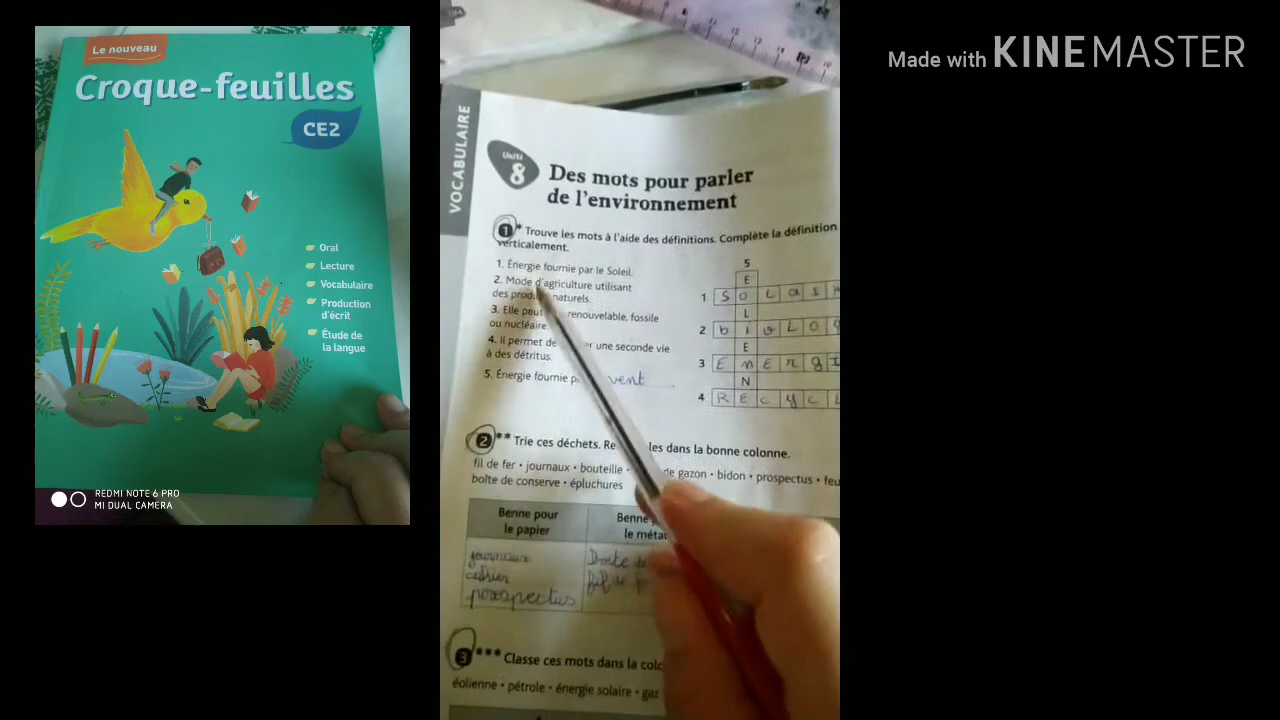 Le nouveau
Croque-feuilles
CE2
Oral
Lecture
Vocabulaire
Production
d'écrit
Étude de
la langue
REDMI NOTE 6 PRO
MI DUAL CAMERA
VOCABULAIRE
Unité
8
Des mots pour parler
de l'environnement
1 * Trouve les mots à l'aide des définitions. Complète la définition
verticalement.
1. Énergie fournie par le Soleil.
2. Mode d'agriculture utilisant
des naturels.
3. Elle peut renouvelable, fossile
ou nucléaire.
4. Il permet de une seconde vie
à des détritus.
5. Énergie fournie vent
5
E
1 S O L a I
L
2 b i o L O g
E
3 E n E r g I
N
4 R E c y c L
2 ** Trie ces déchets. les dans la bonne colonne.
fil de fer • journaux • bouteille • de gazon • bidon • prospectus •
boîte de conserve • épluchures
Benne pour
le papier
Benne
le
journaux
cahier
prospectus
3 *** Classe ces mots dans la
éolienne • pétrole • énergie solaire • gaz
Made with KINEMASTER